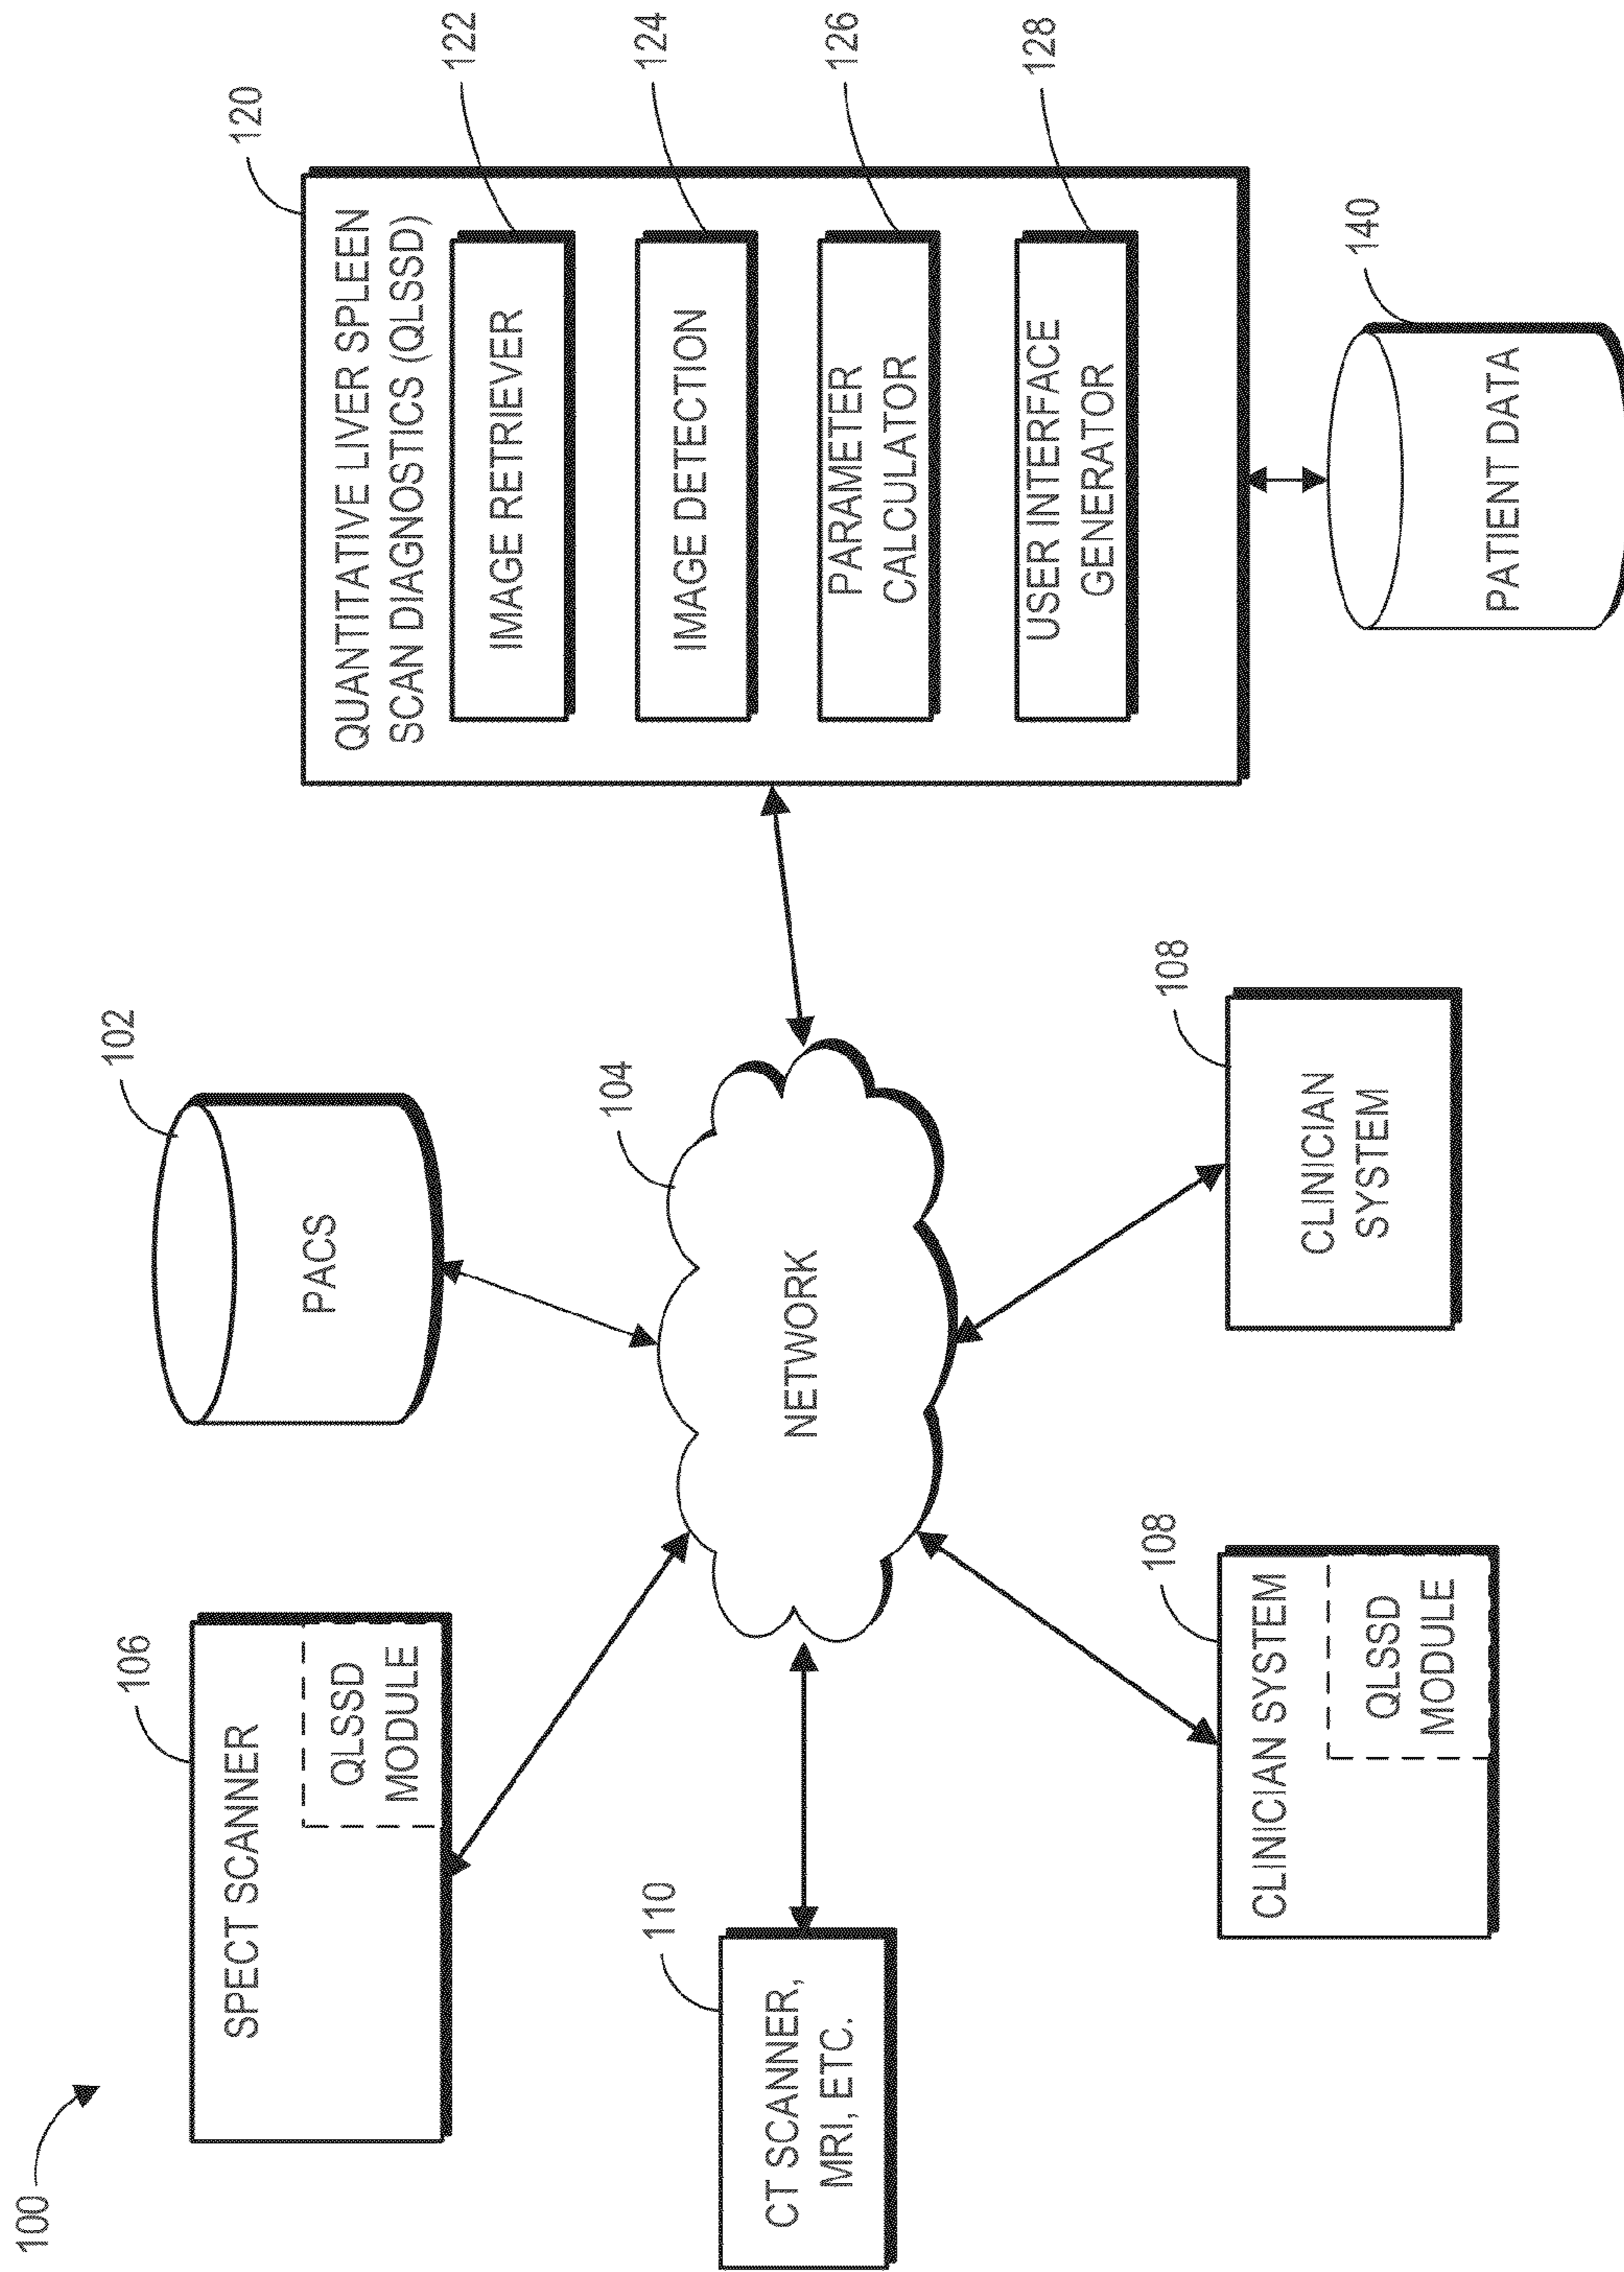 100
106
SPECT SCANNER
QLSSD
MODULE
102
PACS
120
QUANTITATIVE LIVER SPLEEN
SCAN DIAGNOSTICS (QLSSD)
122
IMAGE RETRIEVER
124
IMAGE DETECTION
126
PARAMETER
CALCULATOR
128
USER INTERFACE
GENERATOR
110
CT SCANNER,
MRI, ETC.
104
NETWORK
108
CLINICIAN SYSTEM
QLSSD
MODULE
108
CLINICIAN
SYSTEM
140
PATIENT DATA